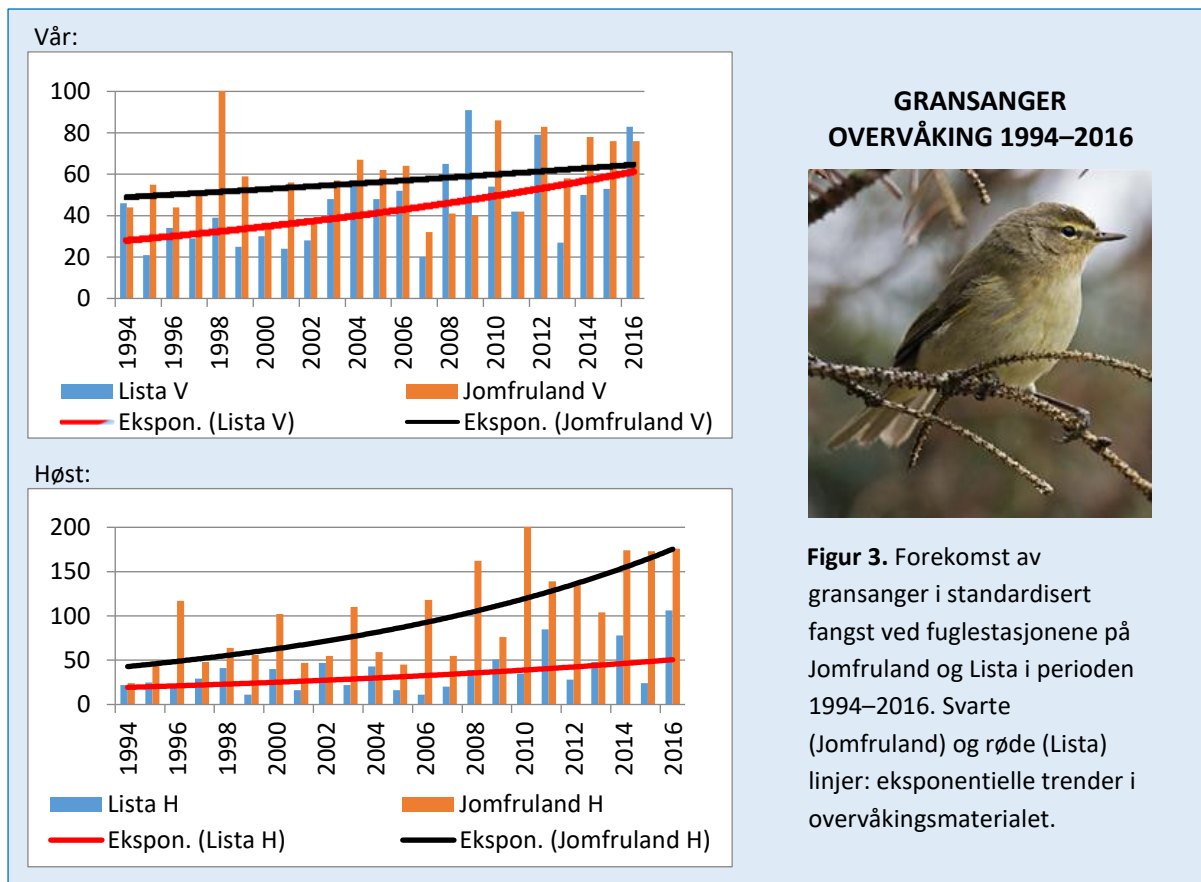 Vår:
100
80
60
40
20
0
1994
1996
1998
2000
2002
2004
2006
2008
2010
2012
2014
2016
Lista V
Jomfruland V
Ekspon. (Lista V)
Ekspon. (Jomfruland V)
Høst:
200
150
100
50
0
1994
1996
1998
2000
2002
2004
2006
2008
2010
2012
2014
2016
Lista H
Jomfruland H
Ekspon. (Lista H)
Ekspon. (Jomfruland H)
GRANSANGER
OVERVÅKING 1994–2016
Figur 3. Forekomst av
gransanger i standardisert
fangst ved fuglestasjonene på
Jomfruland og Lista i perioden
1994–2016. Svarte
(Jomfruland) og røde (Lista)
linjer: eksponentielle trender i
overvåkingsmaterialet.